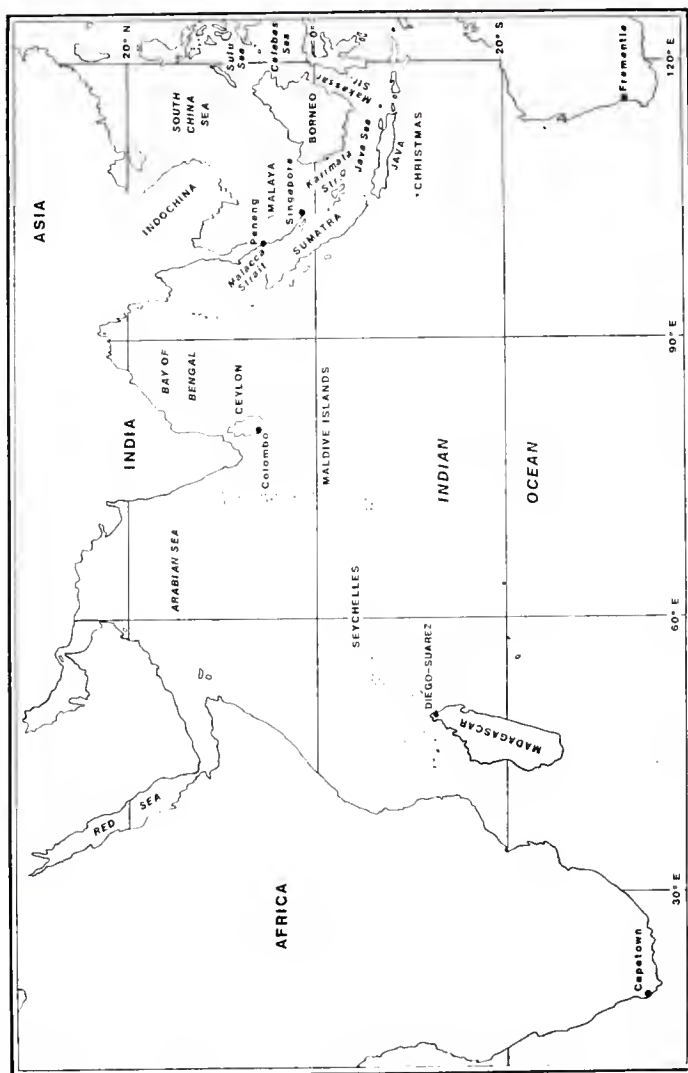 ASIA
20° N
SOUTH
CHINA
SEA
Sulu
Sea
Celebes
Sea
0°
INDOCHINA
BORNEO
Makassar
Str.
Penang
MALAYA
Singapore
Karimata
Str.
Java Sea
Malacca
Strait
SUMATRA
JAVA
CHRISTMAS
20° S
Fremantle
120° E
90° E
BAY OF
BENGAL
CEYLON
INDIA
Colombo
MALDIVE ISLANDS
INDIAN
OCEAN
ARABIAN SEA
SEYCHELLES
60° E
DIEGO-SUAREZ
MADAGASCAR
RED
SEA
AFRICA
30° E
Capetown